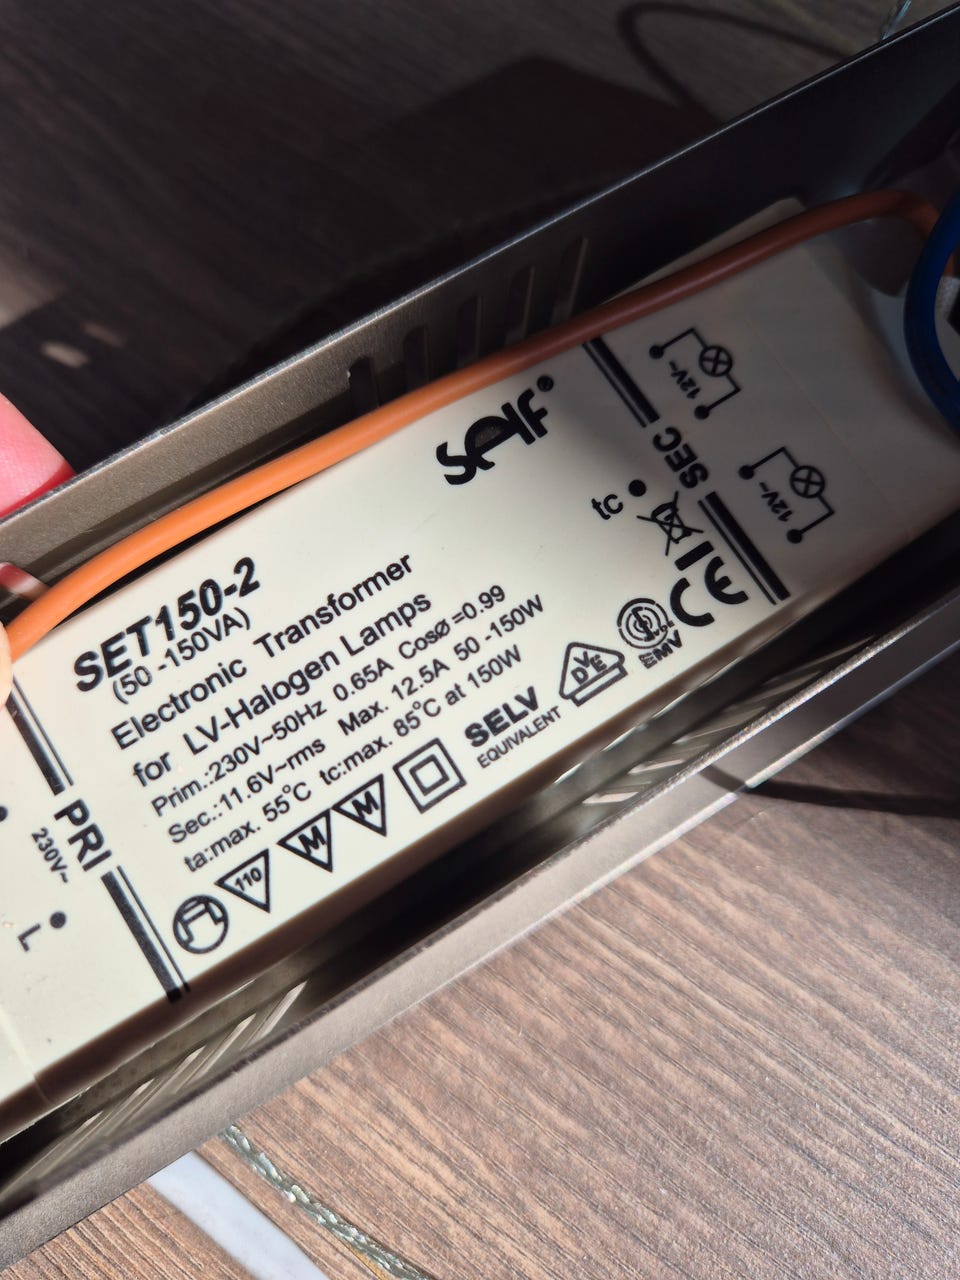 SET150-2
(50 -150VA)
Electronic Transformer
for LV-Halogen Lamps
Prim.:230V~50Hz 0.65A Cosø=0.99
Sec.:11.6V~rms Max. 12.5A 50 -150W
ta:max. 55°C tc:max. 85°C at 150W
110
M
M
SELV
EQUIVALENT
VDE
EMV
CE
tc
PRI
230V~
L
SEC
12V~
12V~